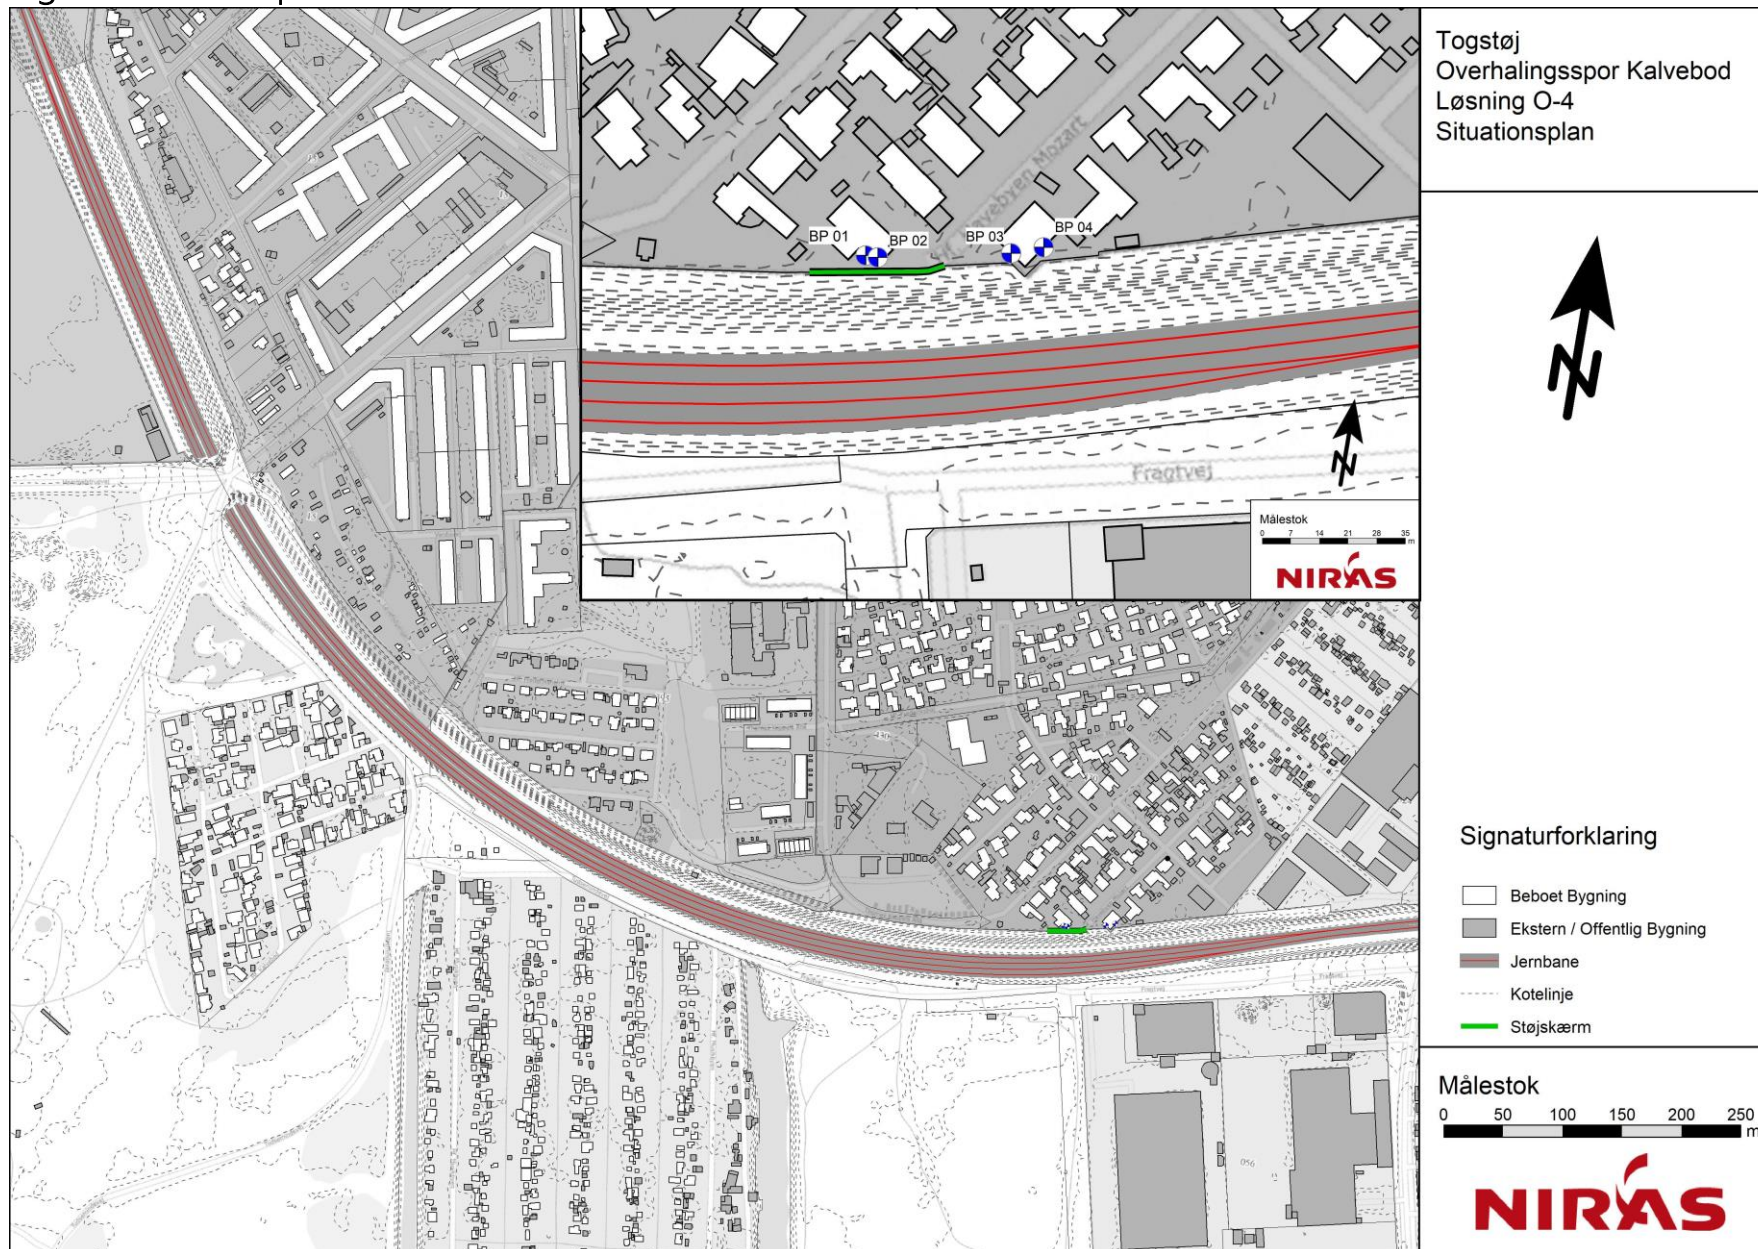 Togstøj
Overhalingsspor Kalvebod
Løsning O-4
Situationsplan
Mozart
BP 01
BP 02
BP 03
BP 04
Fragtvej
Målestok
0 7 14 21 28 35
m
NIRAS
Signaturforklaring
Beboet Bygning
Ekstern / Offentlig Bygning
Jernbane
Kotelinje
Støjskærm
Målestok
0 50 100 150 200 250
m
NIRAS